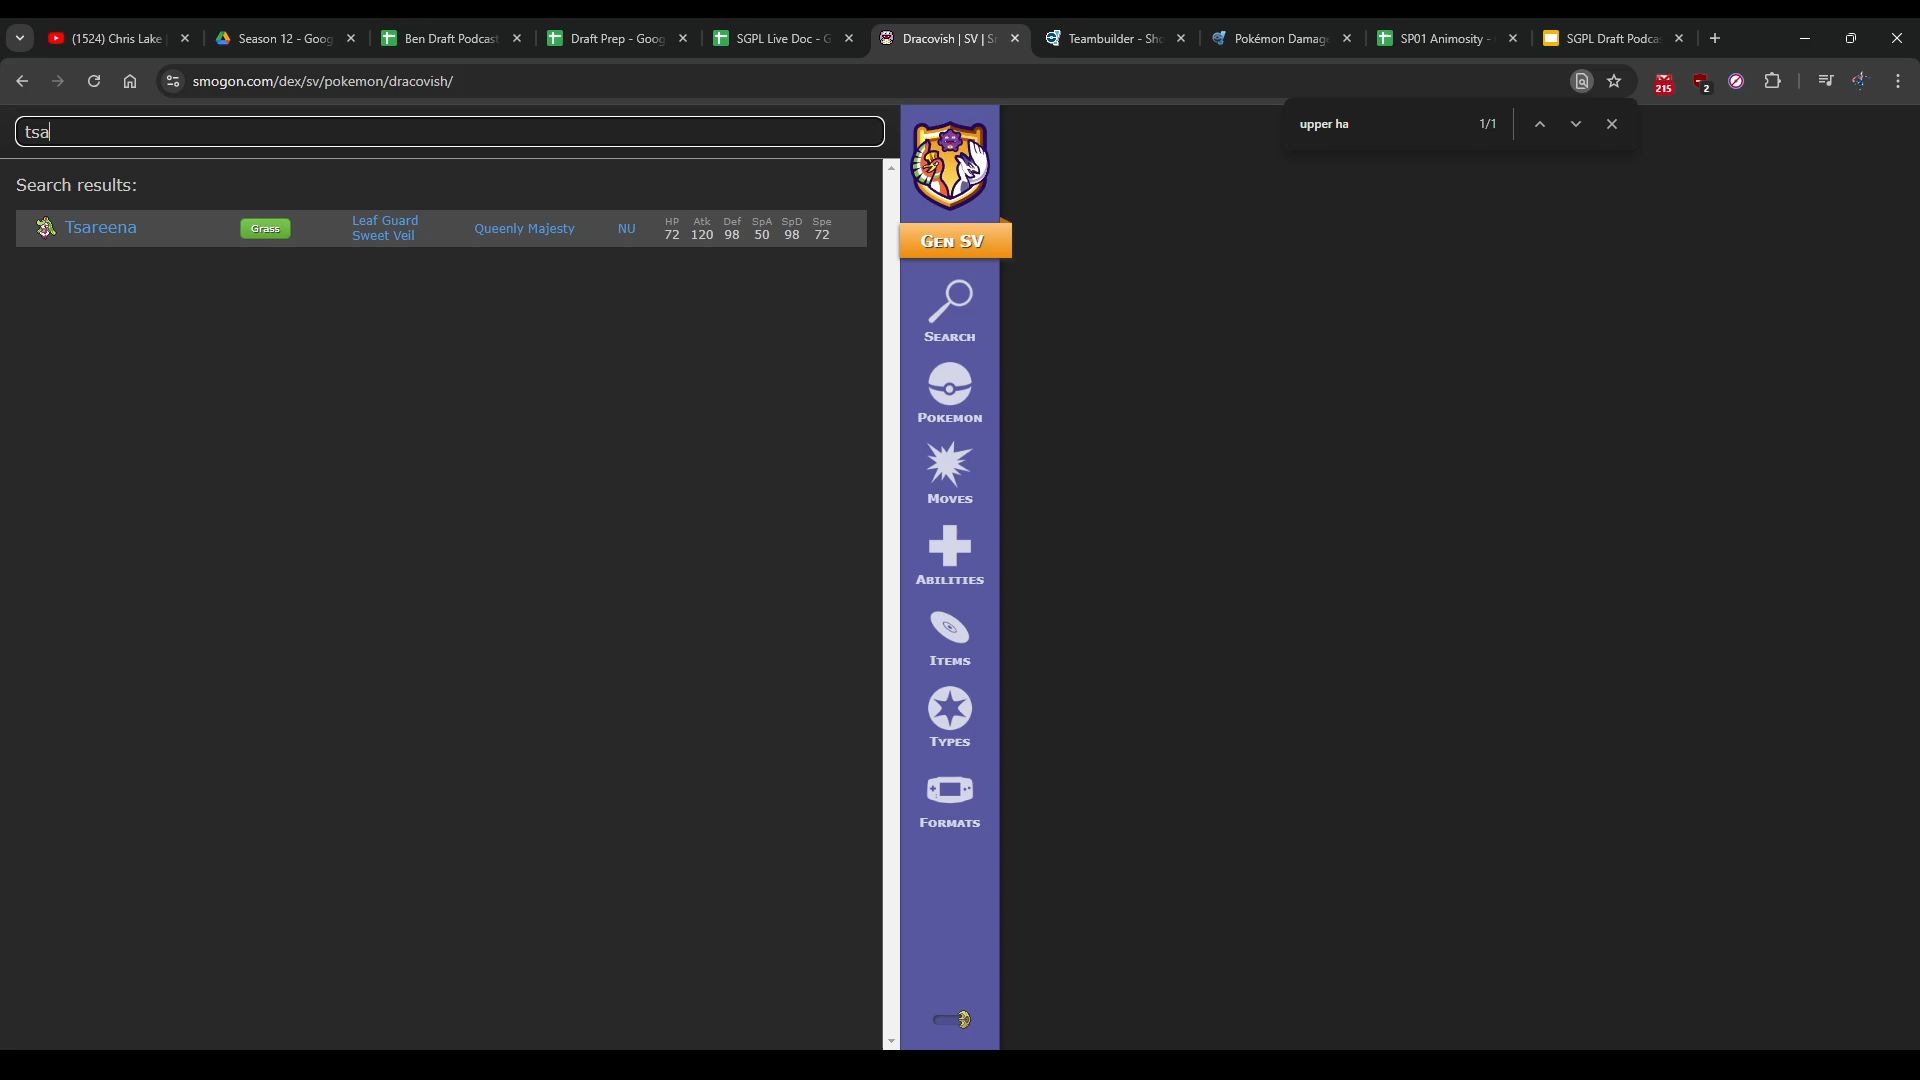 (1524) Chris Lake
Season 12 - Goog
Ben Draft Podcast
Draft Prep - Goog
SGPL Live Doc - G
Dracovish | SV | S
Teambuilder - Sho
Pokémon Damag
SP01 Animosity -
SGPL Draft Podca
smogon.com/dex/sv/pokemon/dracovish/
215
2
upper ha
1/1
tsa
Search results:
Tsareena
Grass
Leaf Guard
Sweet Veil
Queenly Majesty
NU
HP Atk Def SpA SpD Spe
72 120 98 50 98 72
GEN SV
SEARCH
POKEMON
MOVES
ABILITIES
ITEMS
TYPES
FORMATS